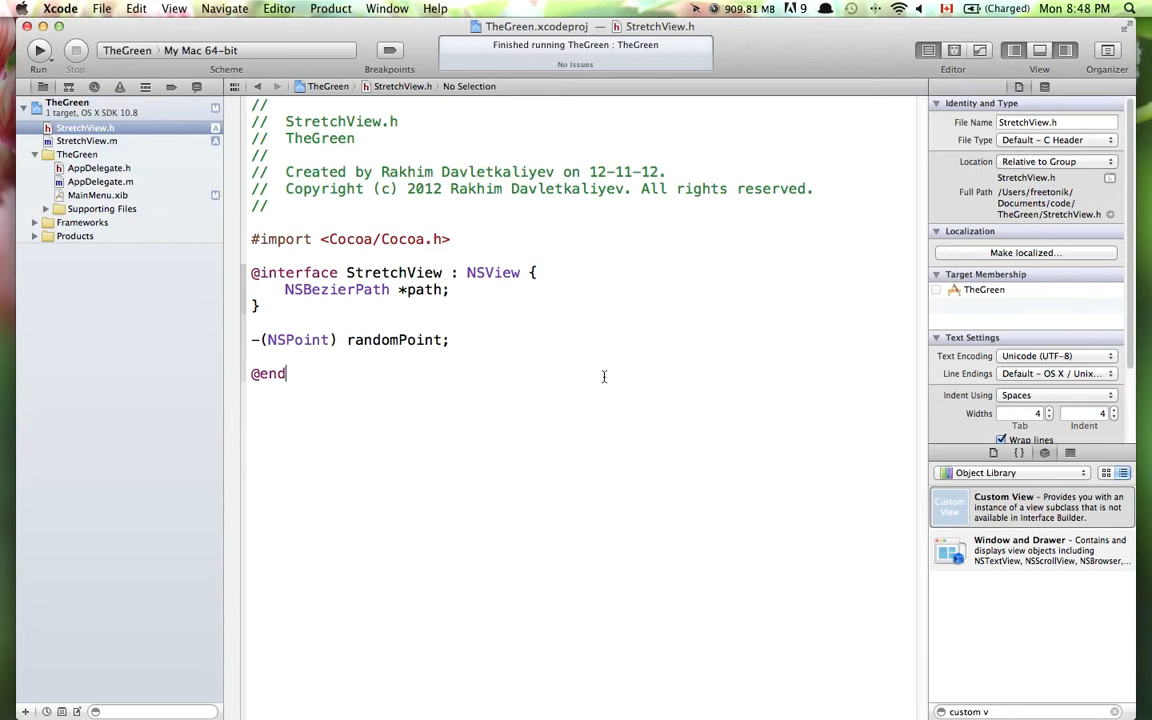 Xcode File Edit View Navigate Editor Product Window Help 909.81 MB 9 (Charged) Mon 8:48 PM
TheGreen.xcodeproj — StretchView.h
TheGreen My Mac 64-bit
Finished running TheGreen : TheGreen
No Issues
Run Stop Scheme Breakpoints Editor View Organizer
TheGreen StretchView.h No Selection
TheGreen M
1 target, OS X SDK 10.8
StretchView.h A
StretchView.m A
TheGreen
AppDelegate.h
AppDelegate.m
MainMenu.xib M
Supporting Files
Frameworks
Products
//
// StretchView.h
// TheGreen
//
// Created by Rakhim Davletkaliyev on 12-11-12.
// Copyright (c) 2012 Rakhim Davletkaliyev. All rights reserved.
//
#import <Cocoa/Cocoa.h>
@interface StretchView : NSView {
NSBezierPath *path;
}
-(NSPoint) randomPoint;
@end
Identity and Type
File Name StretchView.h
File Type Default - C Header
Location Relative to Group
StretchView.h
Full Path /Users/freetonik/
Documents/code/
TheGreen/StretchView.h
Localization
Make localized...
Target Membership
TheGreen
Text Settings
Text Encoding Unicode (UTF-8)
Line Endings Default - OS X / Unix...
Indent Using Spaces
Widths 4 4
Tab Indent
Wrap lines
{ }
Object Library
Custom View
Custom View - Provides you with an
instance of a view subclass that is not
available in Interface Builder.
Window and Drawer - Contains and
displays view objects including
NSTextView, NSScrollView, NSBrowser,...
custom v